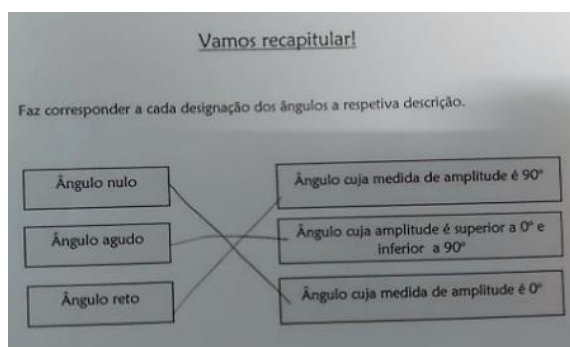 Vamos recapitular!
Faz corresponder a cada designação dos ângulos a respetiva descrição.
Ângulo nulo
Ângulo cuja medida de amplitude é 90°
Ângulo agudo
Ângulo cuja amplitude é superior a 0° e
inferior a 90°
Ângulo reto
Ângulo cuja medida de amplitude é 0°